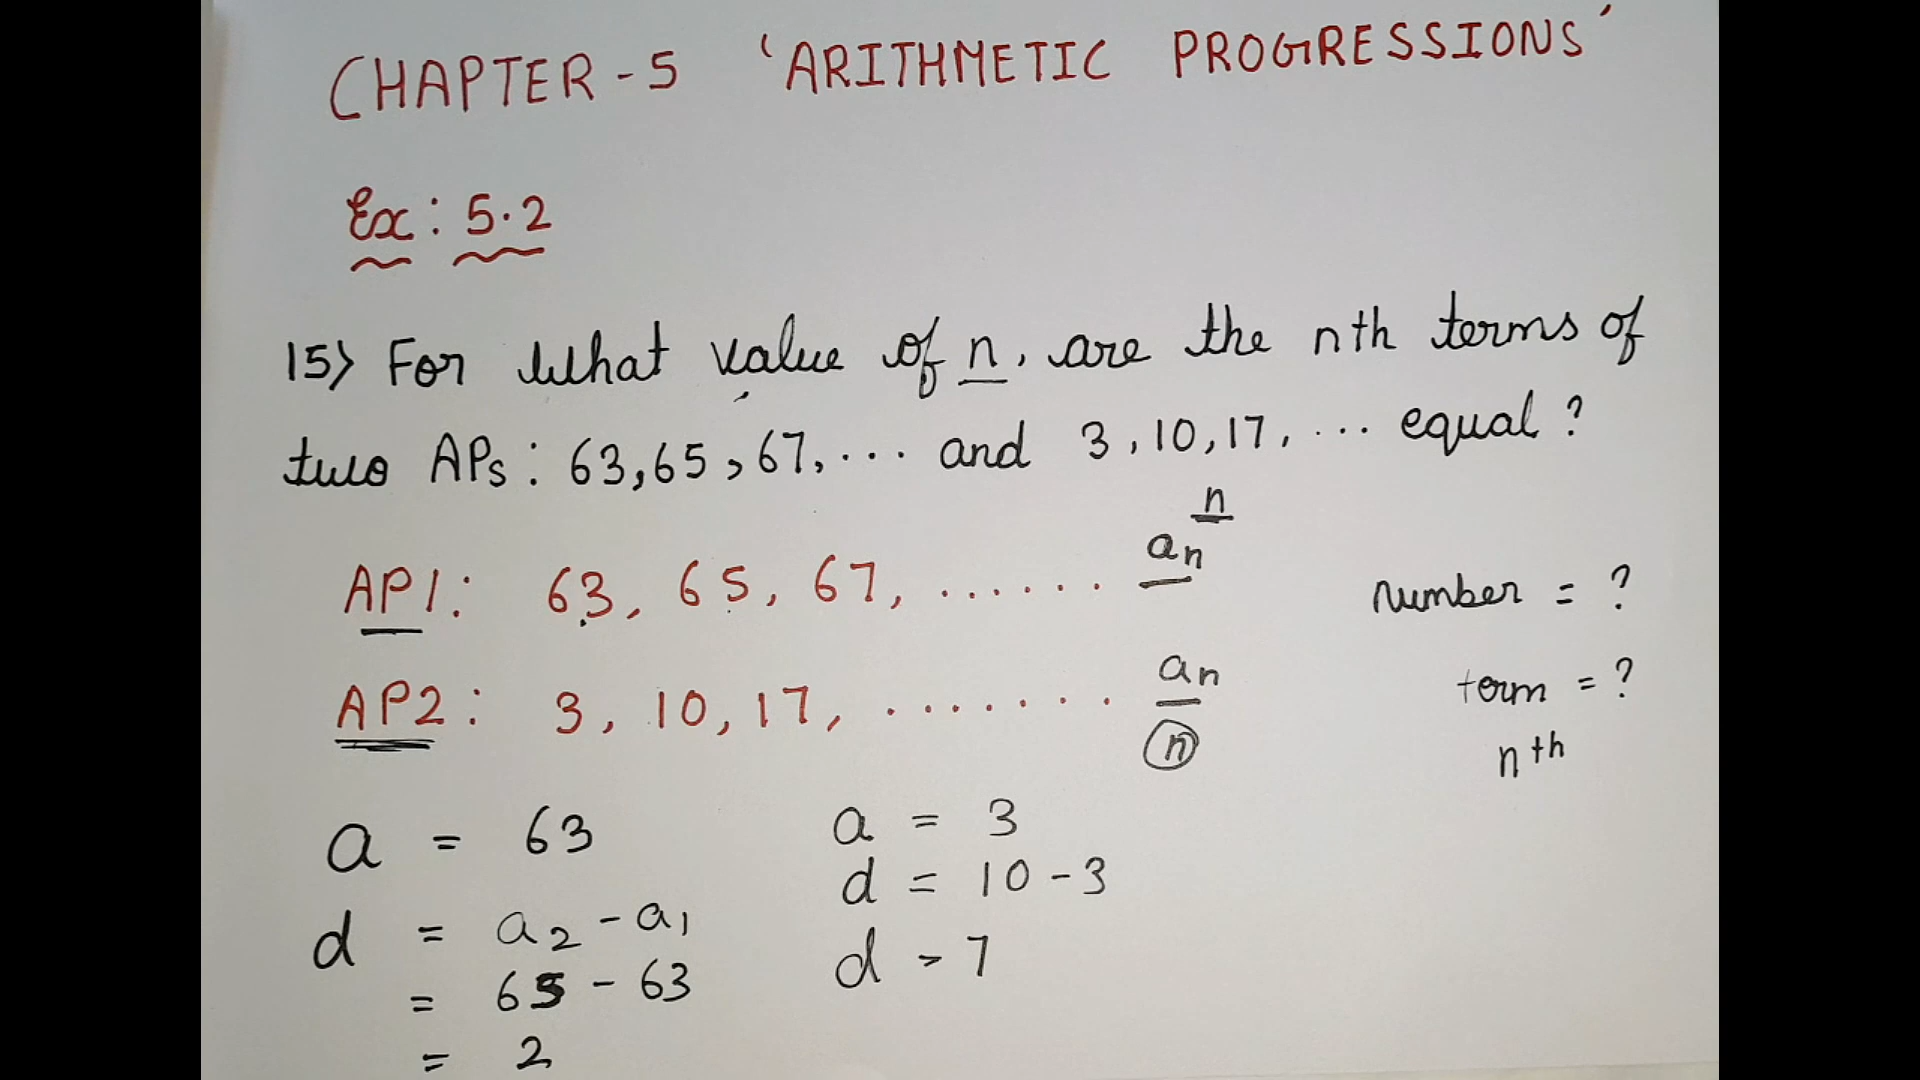 CHAPTER - 5 'ARITHMETIC PROGRESSIONS'
Ex: 5.2
15) For what value of n, are the nth terms of
two APs: 63, 65, 67, ... and 3, 10, 17, ... equal?
n
AP1: 63, 65, 67, ...... an
Number = ?
AP2: 3, 10, 17, ....... an
term = ?
n
nth
a = 63
a = 3
d = 10 - 3
d = a2 - a1
d = 7
= 65 - 63
= 2